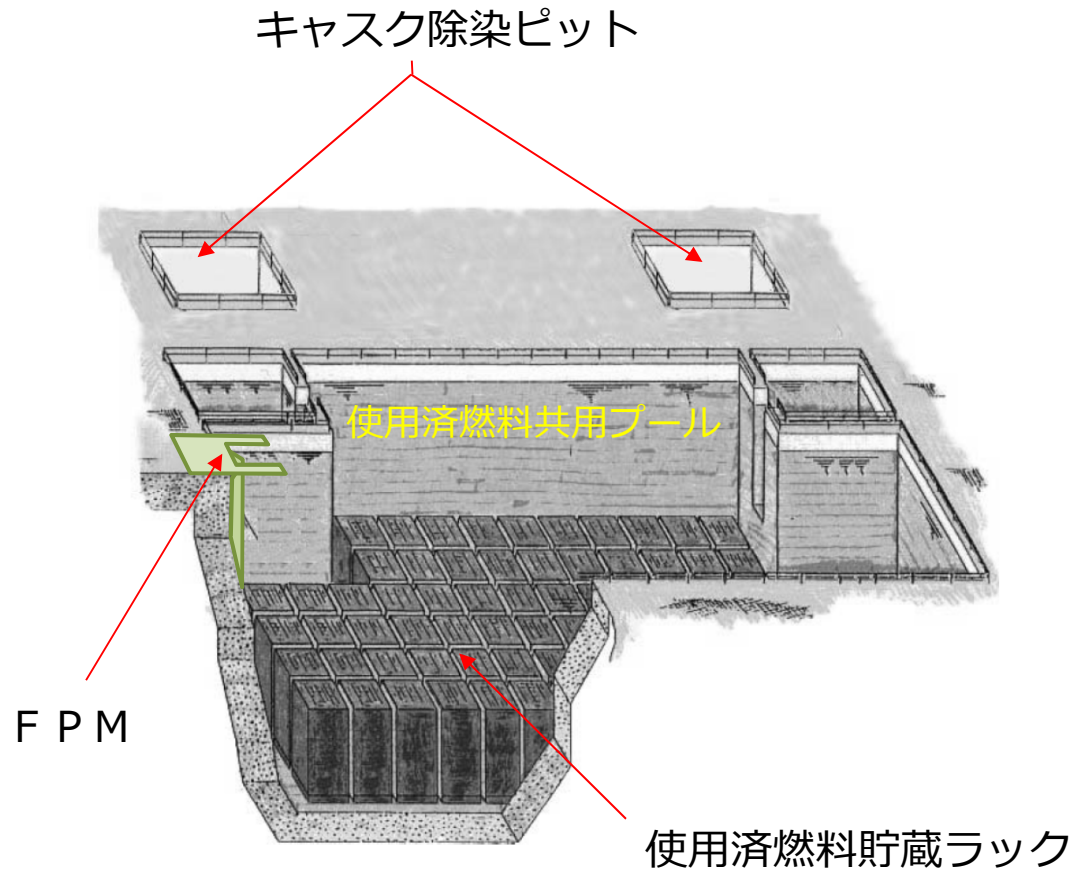 キャスク除染ピット
使用済燃料共用プール
ＦＰＭ
使用済燃料貯蔵ラック